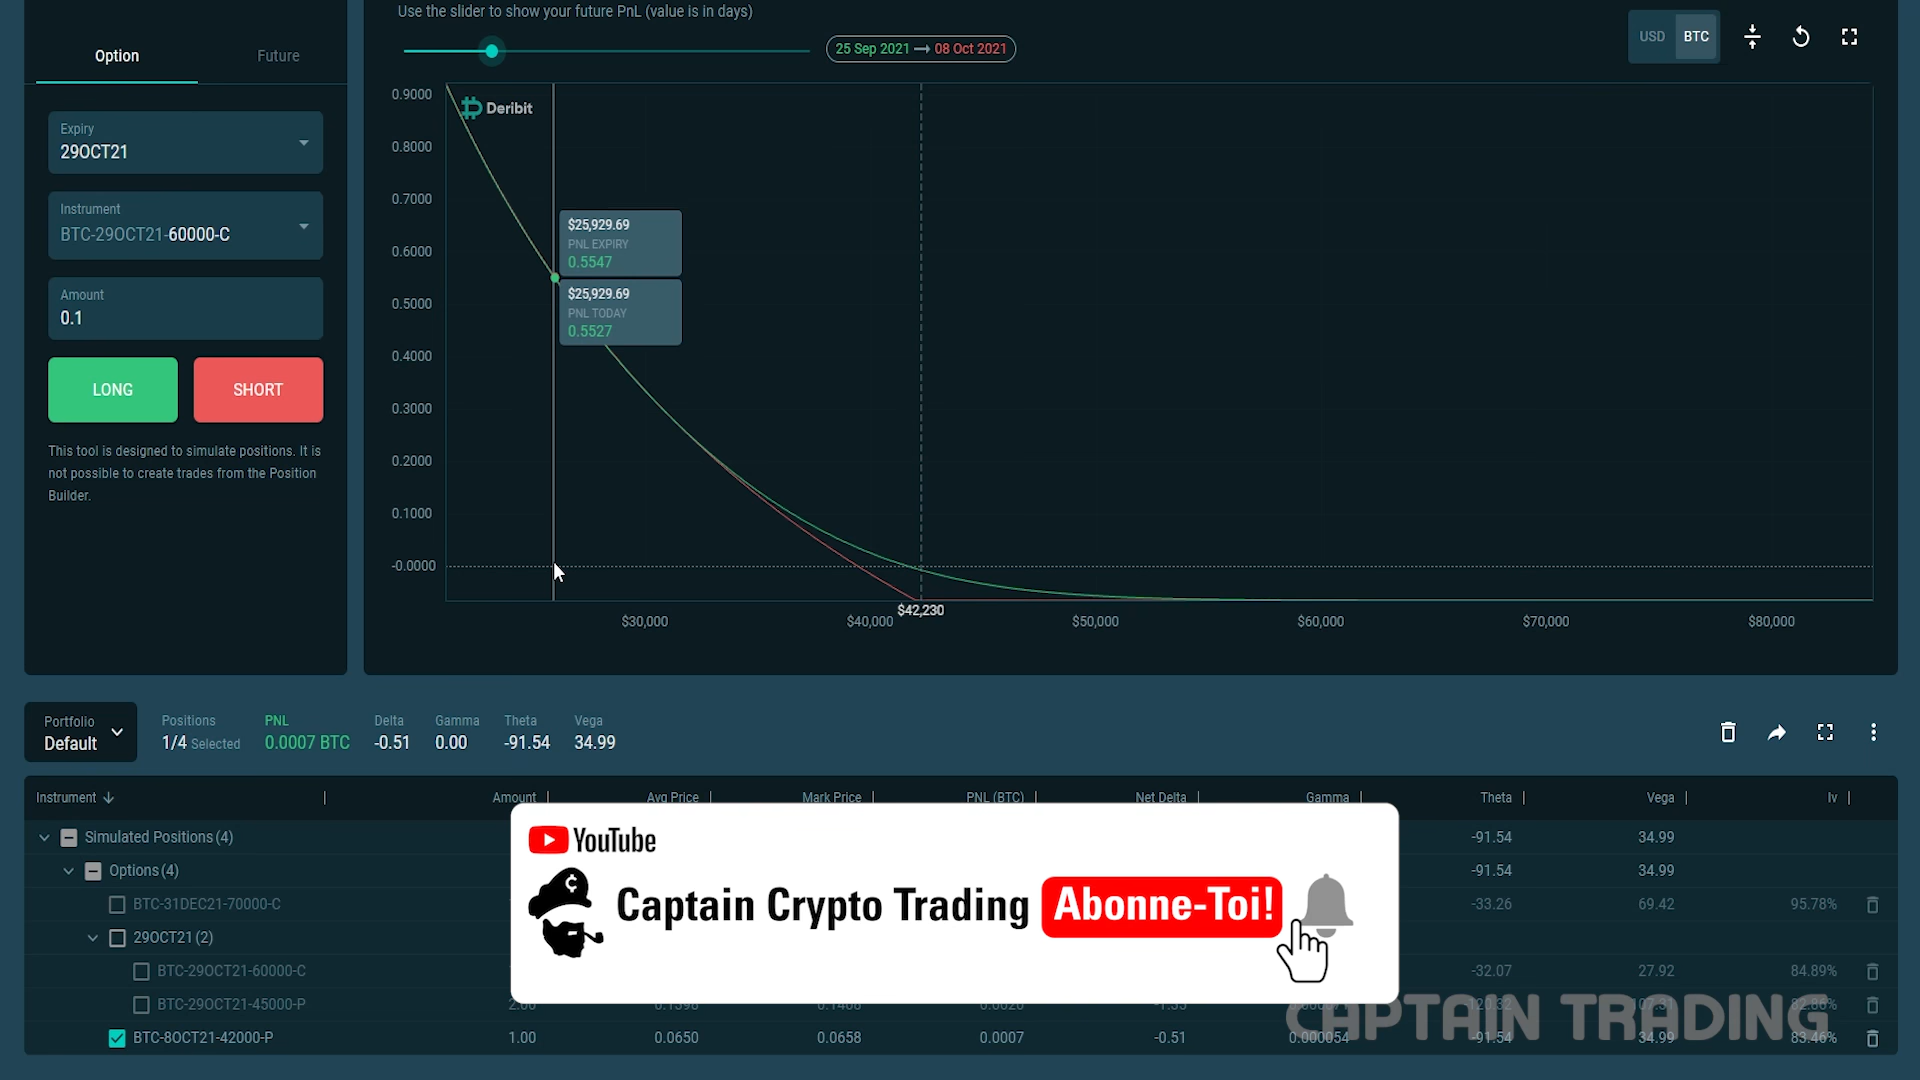 Use the slider to show your future PnL (value is in days)
Option Future
25 Sep 2021 → 08 Oct 2021
USD BTC
Expiry
29OCT21
Instrument
BTC-29OCT21-60000-C
Amount
0.1
LONG SHORT
This tool is designed to simulate positions. It is
not possible to create trades from the Position
Builder.
0.9000
0.8000
0.7000
0.6000
0.5000
0.4000
0.3000
0.2000
0.1000
-0.0000
Deribit
$25,929.69
PNL EXPIRY
0.5547
$25,929.69
PNL TODAY
0.5527
$42,230
$30,000 $40,000 $50,000 $60,000 $70,000 $80,000
Portfolio
Default
Positions PNL Delta Gamma Theta Vega
1/4 Selected 0.0007 BTC -0.51 0.00 -91.54 34.99
Instrument Amount Avg Price Mark Price PNL (BTC) Net Delta Gamma Theta Vega Iv
Simulated Positions (4) -91.54 34.99
Options (4) -91.54 34.99
BTC-31DEC21-70000-C -33.26 69.42 95.78%
29OCT21 (2)
BTC-29OCT21-60000-C -32.07 27.92 84.89%
BTC-29OCT21-45000-P
BTC-8OCT21-42000-P 1.00 0.0650 0.0658 0.0007 -0.51 0.000054 -91.54 34.99 83.46%
YouTube
Captain Crypto Trading Abonne-Toi!
CAPTAIN TRADING